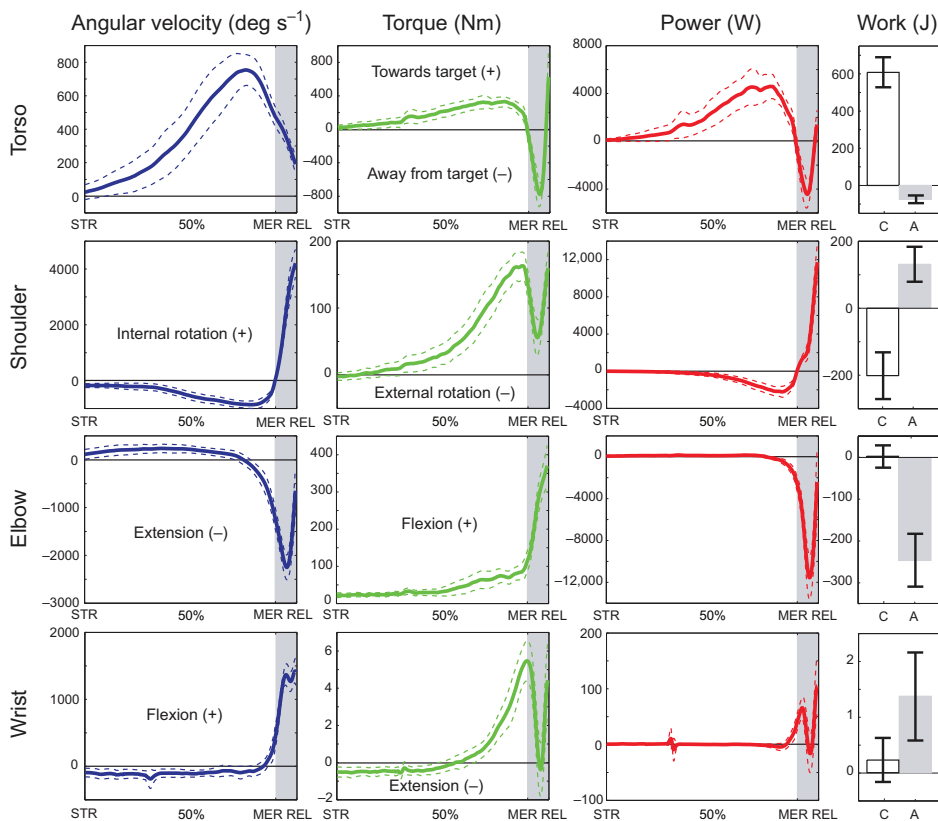 Angular velocity (deg s⁻¹) Torque (Nm) Power (W) Work (J)
Torso
800
600
400
200
0
STR 50% MER REL
Towards target (+)
Away from target (–)
800
400
0
–400
–800
STR 50% MER REL
8000
4000
0
–4000
STR 50% MER REL
600
400
200
0
C A
Shoulder
4000
2000
0
Internal rotation (+)
STR 50% MER REL
200
100
0
External rotation (–)
STR 50% MER REL
12,000
8000
4000
0
–4000
STR 50% MER REL
200
100
0
–200
C A
Elbow
0
–1000
–2000
–3000
Extension (–)
STR 50% MER REL
400
300
200
100
0
Flexion (+)
STR 50% MER REL
0
–4000
–8000
–12,000
STR 50% MER REL
0
–100
–200
–300
C A
Wrist
2000
1000
0
Flexion (+)
STR 50% MER REL
6
4
2
0
–2
Extension (–)
STR 50% MER REL
200
100
50
0
–50
–100
STR 50% MER REL
2
1
0
C A